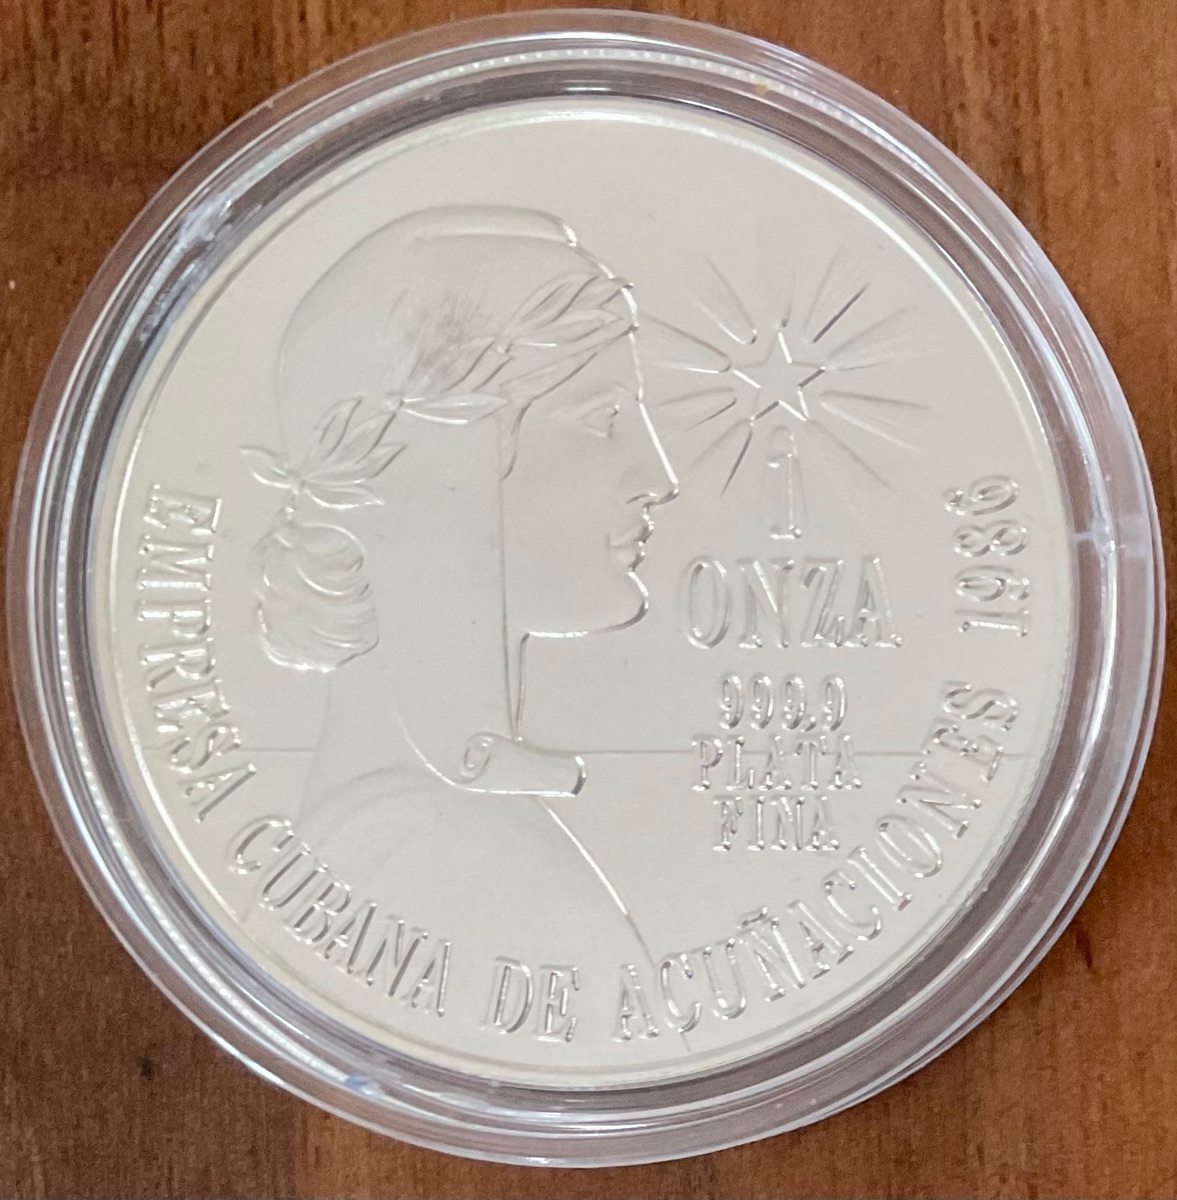 1
ONZA
999.9
PLATA
FINA
EMPRESA CUBANA DE ACUÑACIONES 1986